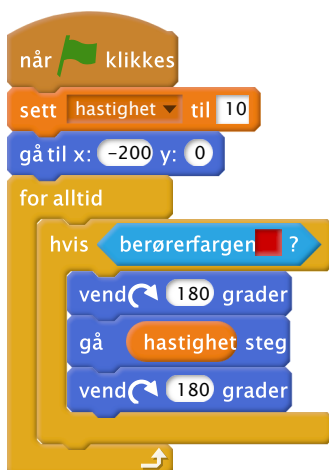 når klikkes
sett hastighet til 10
gå til x: -200 y: 0
for alltid
hvis berørerfargen ?
vend 180 grader
gå hastighet steg
vend 180 grader